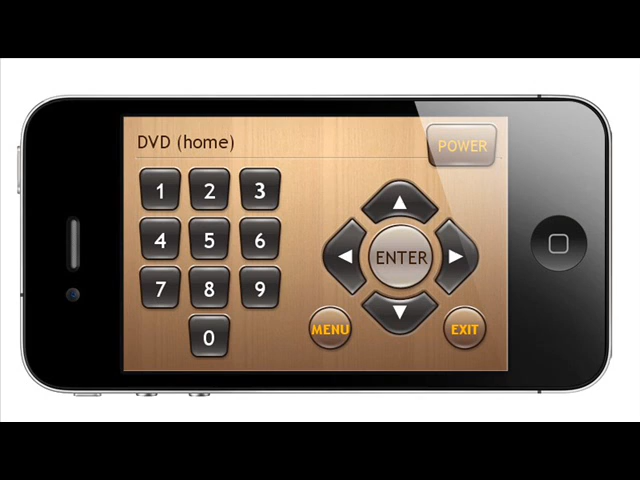 DVD (home)
POWER
1 2 3
4 5 6
7 8 9
0
ENTER
MENU
EXIT